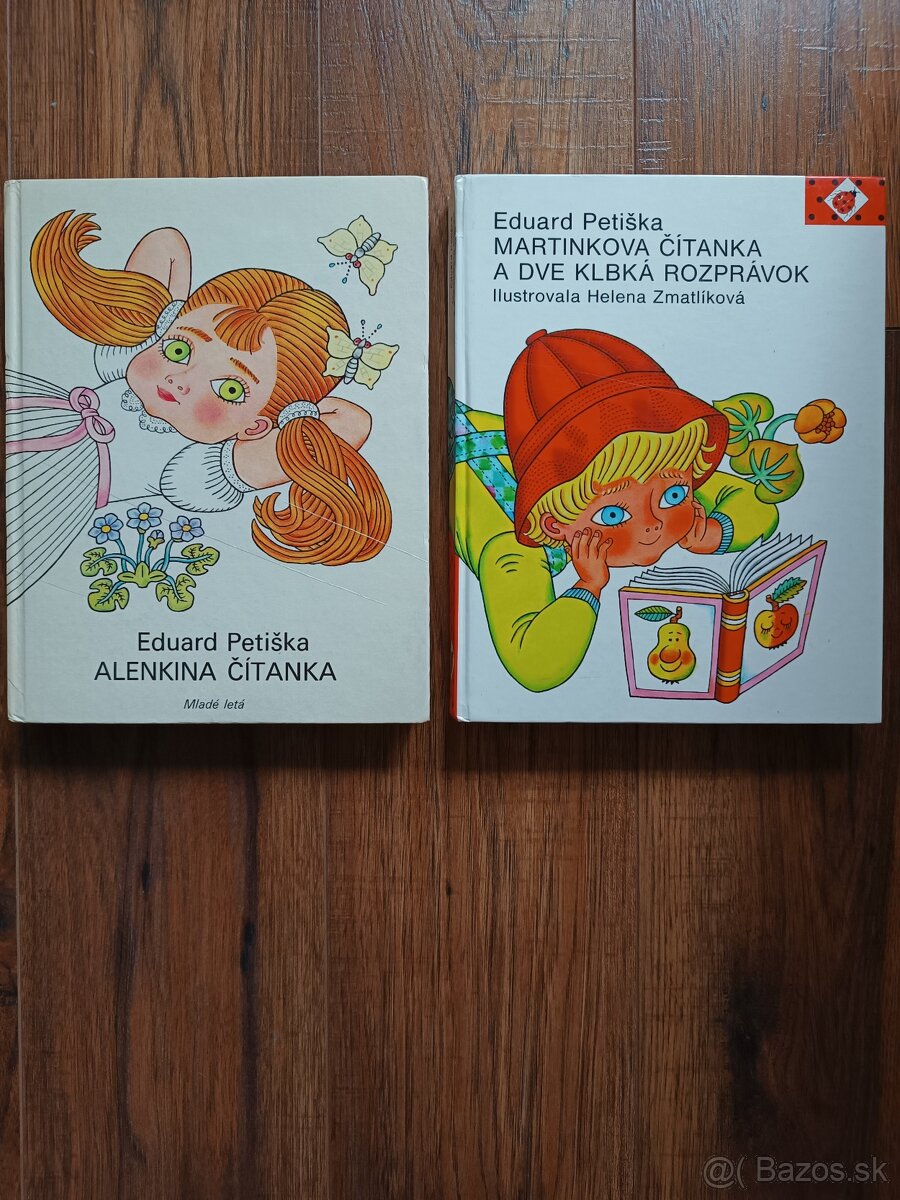 Eduard Petiška
ALENKINA ČÍTANKA
Mladé letá
Eduard Petiška
MARTINKOVA ČÍTANKA
A DVE KLBKÁ ROZPRÁVOK
Ilustrovala Helena Zmatlíková
@( Bazos.sk